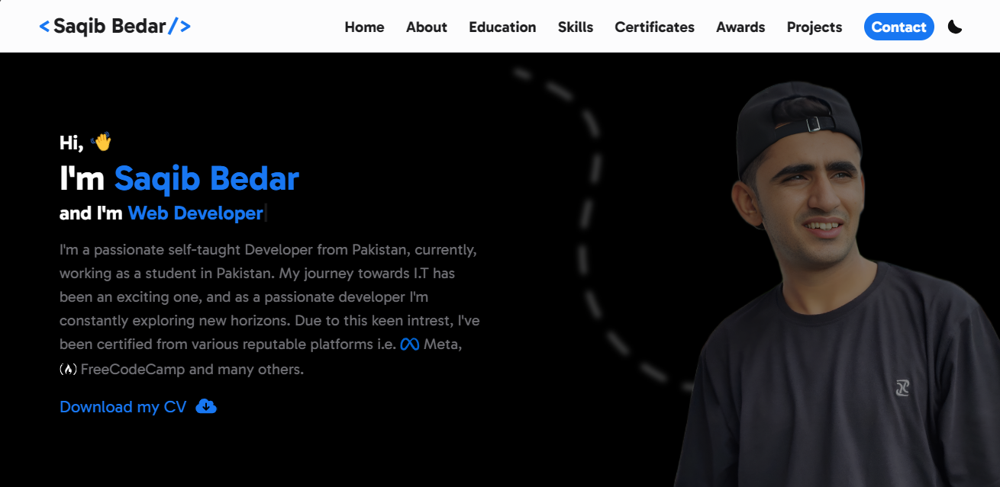 <Saqib Bedar/>
Home About Education Skills Certificates Awards Projects Contact
Hi, 👋
I'm Saqib Bedar
and I'm Web Developer|
I'm a passionate self-taught Developer from Pakistan, currently,
working as a student in Pakistan. My journey towards I.T has
been an exciting one, and as a passionate developer I'm
constantly exploring new horizons. Due to this keen intrest, I've
been certified from various reputable platforms i.e. Meta,
FreeCodeCamp and many others.
Download my CV